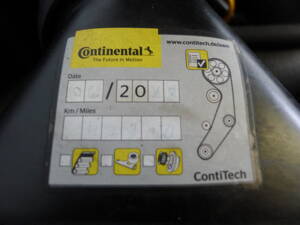 Continental
The Future in Motion
www.contitech.de/aam
Date
/20
Km / Miles
ContiTech